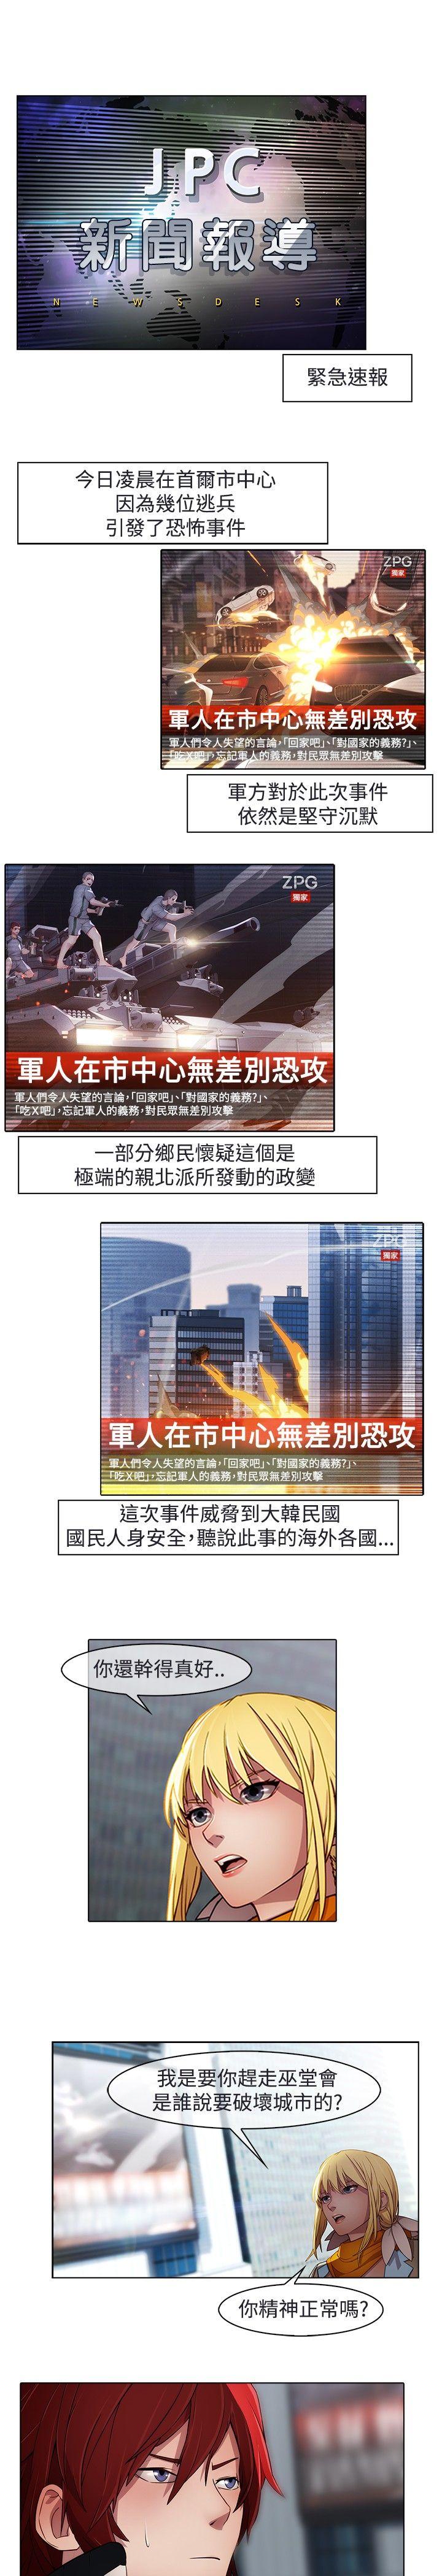 JPC
新聞報導
NEWSDESK
緊急速報
今日凌晨在首爾市中心
因為幾位逃兵
引發了恐怖事件
ZPG
獨家
軍人在市中心無差別恐攻
軍人們令人失望的言論,「回家吧」、「對國家的義務?」、
「吃X吧」,忘記軍人的義務,對民眾無差別攻擊
軍方對於此次事件
依然是堅守沉默
ZPG
獨家
軍人在市中心無差別恐攻
軍人們令人失望的言論,「回家吧」、「對國家的義務?」、
「吃X吧」,忘記軍人的義務,對民眾無差別攻擊
一部分鄉民懷疑這個是
極端的親北派所發動的政變
ZPG
獨家
軍人在市中心無差別恐攻
軍人們令人失望的言論,「回家吧」、「對國家的義務?」、
「吃X吧」,忘記軍人的義務,對民眾無差別攻擊
這次事件威脅到大韓民國
國民人身安全,聽說此事的海外各國...
你還幹得真好..
我是要你趕走巫堂會
是誰說要破壞城市的?
你精神正常嗎?